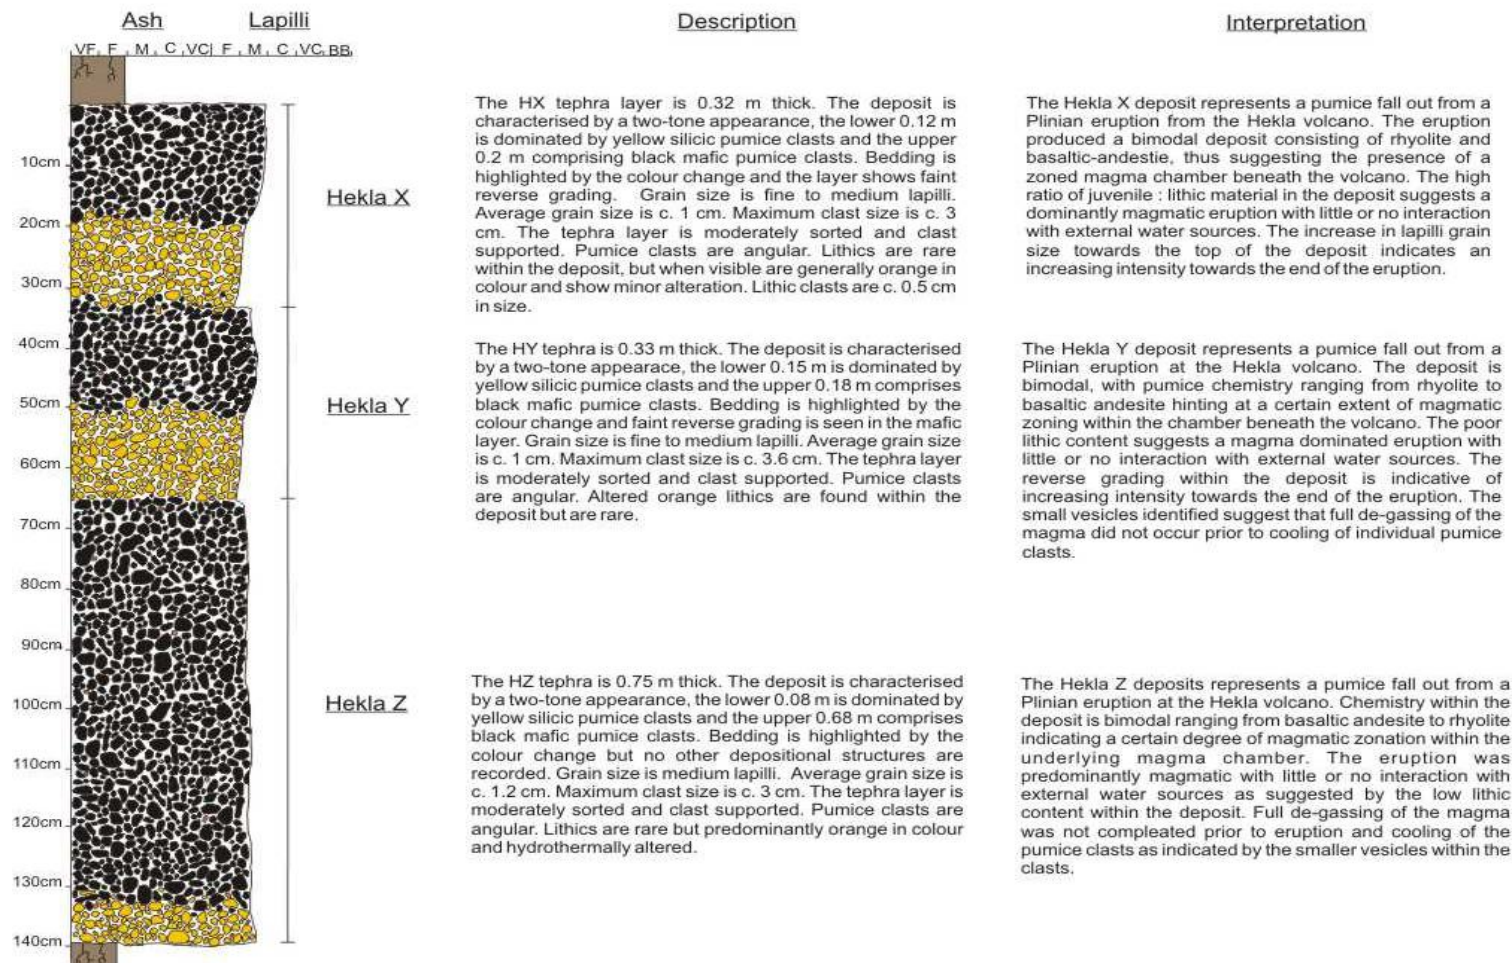 Ash Lapilli
VF F M C VC F M C VC BB
Description
Interpretation
10cm
20cm
30cm
40cm
50cm
60cm
70cm
80cm
90cm
100cm
110cm
120cm
130cm
140cm
Hekla X
The HX tephra layer is 0.32 m thick. The deposit is
characterised by a two-tone appearance, the lower 0.12 m
is dominated by yellow silicic pumice clasts and the upper
0.2 m comprising black mafic pumice clasts. Bedding is
highlighted by the colour change and the layer shows faint
reverse grading. Grain size is fine to medium lapilli.
Average grain size is c. 1 cm. Maximum clast size is c. 3
cm. The tephra layer is moderately sorted and clast
supported. Pumice clasts are angular. Lithics are rare
within the deposit, but when visible are generally orange in
colour and show minor alteration. Lithic clasts are c. 0.5 cm
in size.
The Hekla X deposit represents a pumice fall out from a
Plinian eruption from the Hekla volcano. The eruption
produced a bimodal deposit consisting of rhyolite and
basaltic-andestie, thus suggesting the presence of a
zoned magma chamber beneath the volcano. The high
ratio of juvenile : lithic material in the deposit suggests a
dominantly magmatic eruption with little or no interaction
with external water sources. The increase in lapilli grain
size towards the top of the deposit indicates an
increasing intensity towards the end of the eruption.
Hekla Y
The HY tephra is 0.33 m thick. The deposit is characterised
by a two-tone appearace, the lower 0.15 m is dominated by
yellow silicic pumice clasts and the upper 0.18 m comprises
black mafic pumice clasts. Bedding is highlighted by the
colour change and faint reverse grading is seen in the mafic
layer. Grain size is fine to medium lapilli. Average grain size
is c. 1 cm. Maximum clast size is c. 3.6 cm. The tephra layer
is moderately sorted and clast supported. Pumice clasts
are angular. Altered orange lithics are found within the
deposit but are rare.
The Hekla Y deposit represents a pumice fall out from a
Plinian eruption at the Hekla volcano. The deposit is
bimodal, with pumice chemistry ranging from rhyolite to
basaltic andesite hinting at a certain extent of magmatic
zoning within the chamber beneath the volcano. The poor
lithic content suggests a magma dominated eruption with
little or no interaction with external water sources. The
reverse grading within the deposit is indicative of
increasing intensity towards the end of the eruption. The
small vesicles identified suggest that full de-gassing of the
magma did not occur prior to cooling of individual pumice
clasts.
Hekla Z
The HZ tephra is 0.75 m thick. The deposit is characterised
by a two-tone appearance, the lower 0.08 m is dominated by
yellow silicic pumice clasts and the upper 0.68 m comprises
black mafic pumice clasts. Bedding is highlighted by the
colour change but no other depositional structures are
recorded. Grain size is medium lapilli. Average grain size is
c. 1.2 cm. Maximum clast size is c. 3 cm. The tephra layer is
moderately sorted and clast supported. Pumice clasts are
angular. Lithics are rare but predominantly orange in colour
and hydrothermally altered.
The Hekla Z deposits represents a pumice fall out from a
Plinian eruption at the Hekla volcano. Chemistry within the
deposit is bimodal ranging from basaltic andesite to rhyolite
indicating a certain degree of magmatic zonation within the
underlying magma chamber. The eruption was
predominantly magmatic with little or no interaction with
external water sources as suggested by the low lithic
content within the deposit. Full de-gassing of the magma
was not compleated prior to eruption and cooling of the
pumice clasts as indicated by the smaller vesicles within the
clasts.